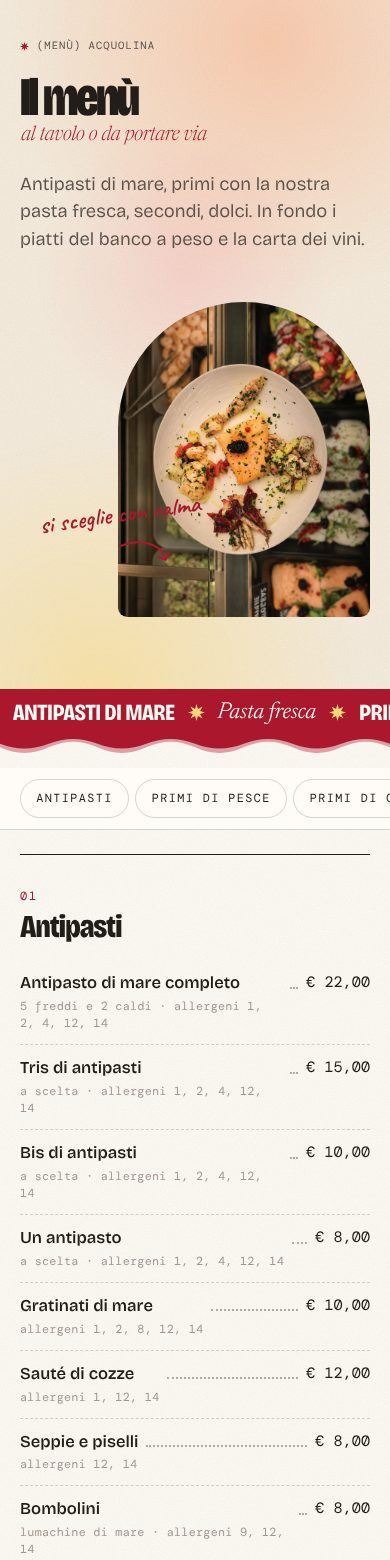 (MENÙ) ACQUOLINA
Il menù
al tavolo o da portare via
Antipasti di mare, primi con la nostra
pasta fresca, secondi, dolci. In fondo i
piatti del banco a peso e la carta dei vini.
si sceglie con calma
ANTIPASTI DI MARE Pasta fresca PRI
ANTIPASTI PRIMI DI PESCE PRIMI DI
01
Antipasti
Antipasto di mare completo … € 22,00
5 freddi e 2 caldi · allergeni 1,
2, 4, 12, 14
Tris di antipasti … € 15,00
a scelta · allergeni 1, 2, 4, 12,
14
Bis di antipasti … € 10,00
a scelta · allergeni 1, 2, 4, 12,
14
Un antipasto .... € 8,00
a scelta · allergeni 1, 2, 4, 12, 14
Gratinati di mare ........ € 10,00
allergeni 1, 2, 8, 12, 14
Sauté di cozze ........ € 12,00
allergeni 1, 12, 14
Seppie e piselli ........ € 8,00
allergeni 12, 14
Bombolini … € 8,00
lumachine di mare · allergeni 9, 12,
14